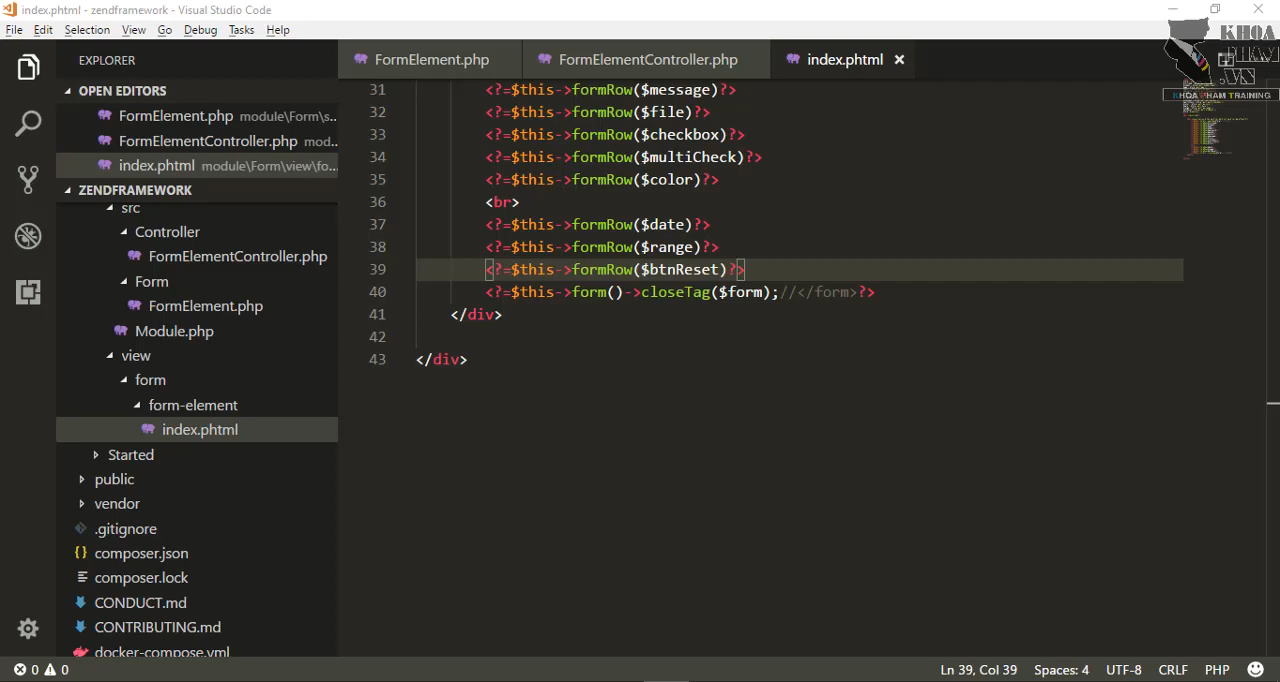 index.phtml - zendframework - Visual Studio Code
File Edit Selection View Go Debug Tasks Help
KHOA
PHAM
.VN
KHOA PHAM TRAINING
EXPLORER
OPEN EDITORS
FormElement.php module\Form\s...
FormElementController.php mod...
index.phtml module\Form\view\fo...
ZENDFRAMEWORK
src
Controller
FormElementController.php
Form
FormElement.php
Module.php
view
form
form-element
index.phtml
Started
public
vendor
.gitignore
composer.json
composer.lock
CONDUCT.md
CONTRIBUTING.md
docker-compose.yml
FormElement.php FormElementController.php index.phtml
31 <?=$this->formRow($message)?>
32 <?=$this->formRow($file)?>
33 <?=$this->formRow($checkbox)?>
34 <?=$this->formRow($multiCheck)?>
35 <?=$this->formRow($color)?>
36 <br>
37 <?=$this->formRow($date)?>
38 <?=$this->formRow($range)?>
39 <?=$this->formRow($btnReset)?>
40 <?=$this->form()->closeTag($form);//</form>?>
41 </div>
42
43 </div>
0 0 Ln 39, Col 39 Spaces: 4 UTF-8 CRLF PHP